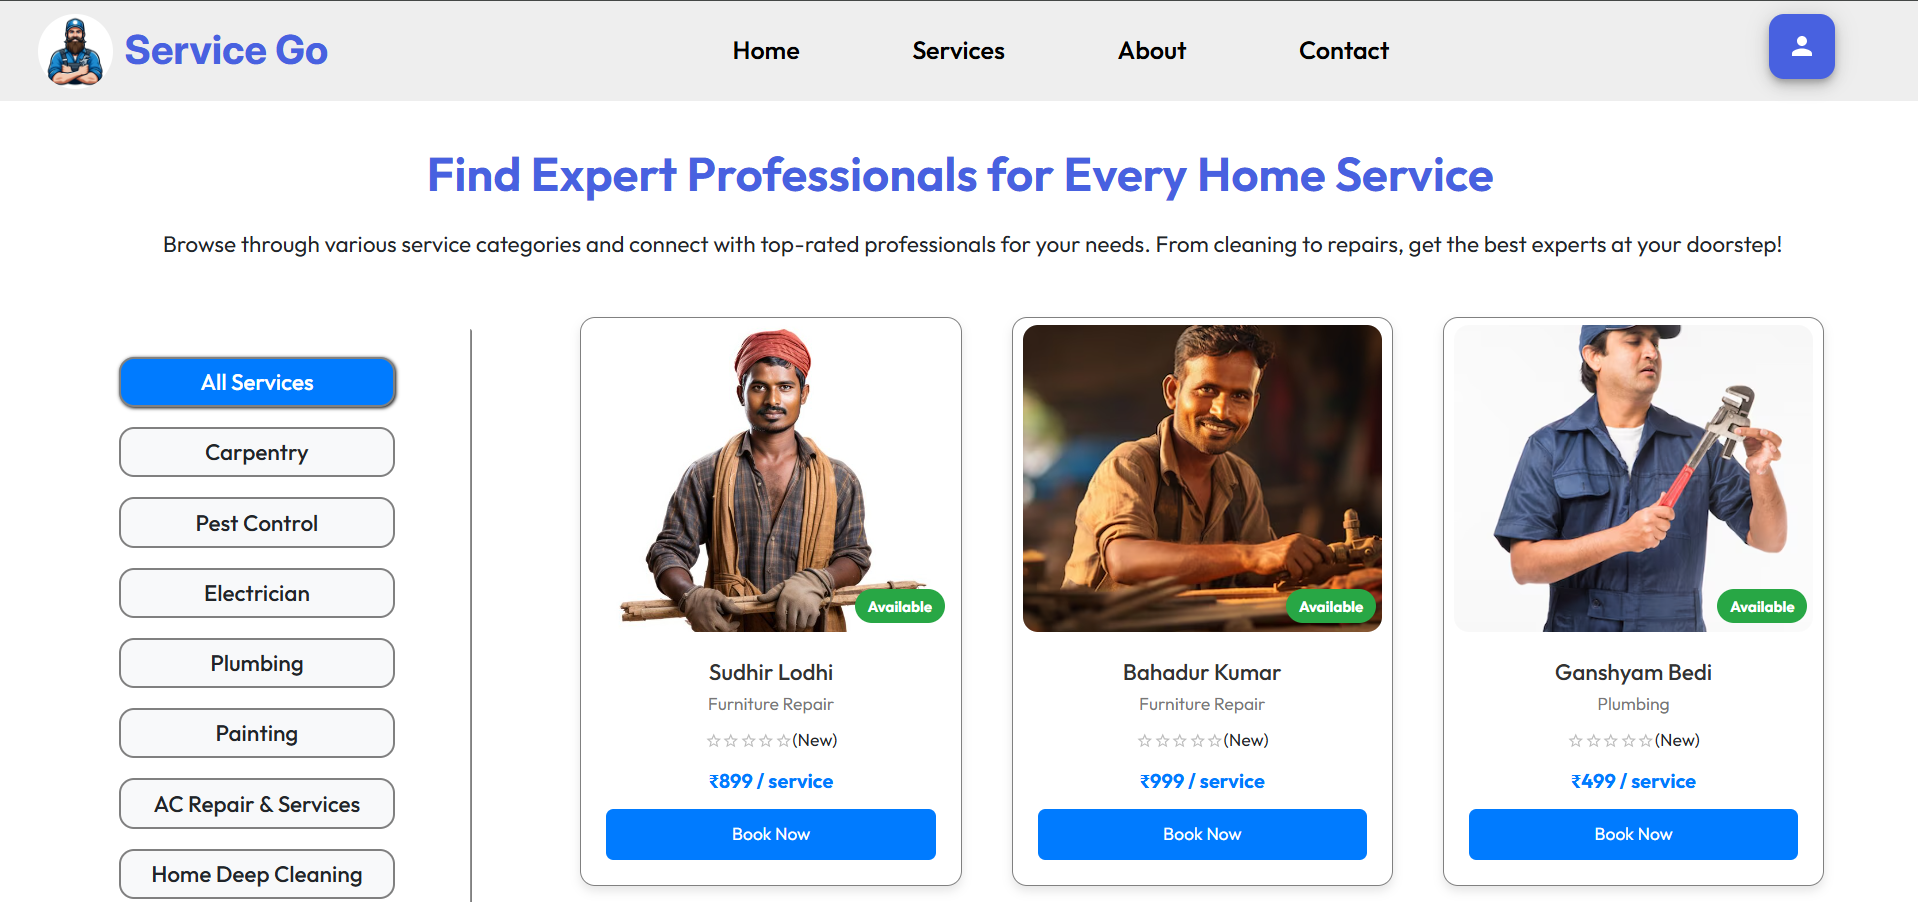 Service Go
Home
Services
About
Contact
Find Expert Professionals for Every Home Service
Browse through various service categories and connect with top-rated professionals for your needs. From cleaning to repairs, get the best experts at your doorstep!
All Services
Carpentry
Pest Control
Electrician
Plumbing
Painting
AC Repair & Services
Home Deep Cleaning
Available
Sudhir Lodhi
Furniture Repair
(New)
₹899 / service
Book Now
Available
Bahadur Kumar
Furniture Repair
(New)
₹999 / service
Book Now
Available
Ganshyam Bedi
Plumbing
(New)
₹499 / service
Book Now